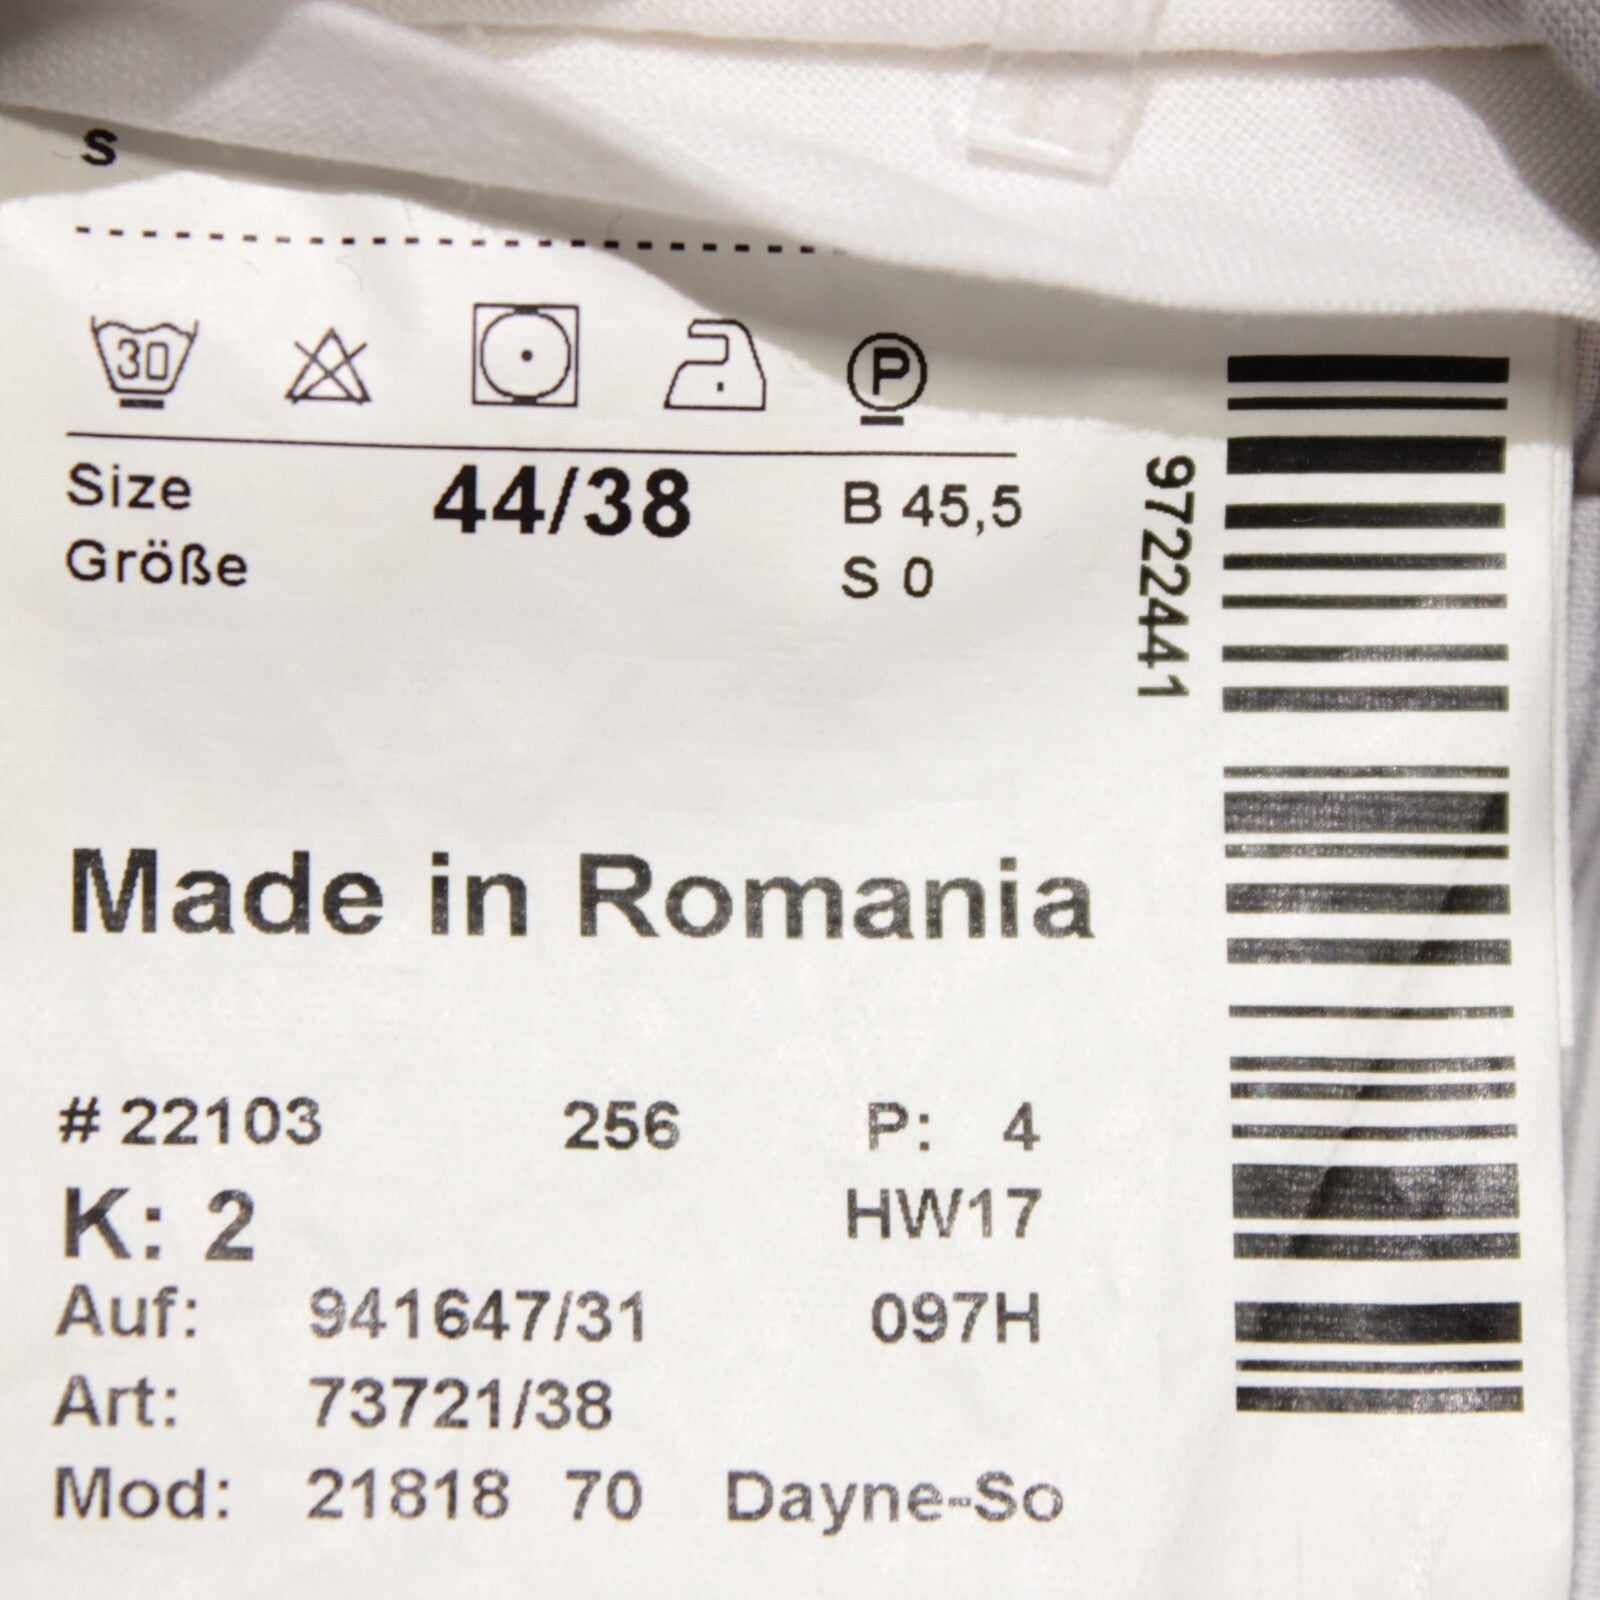 s
30
P
Size 44/38 B 45,5
Größe S 0
9722441
Made in Romania
# 22103 256 P: 4
K: 2 HW17
Auf: 941647/31 097H
Art: 73721/38
Mod: 21818 70 Dayne-So